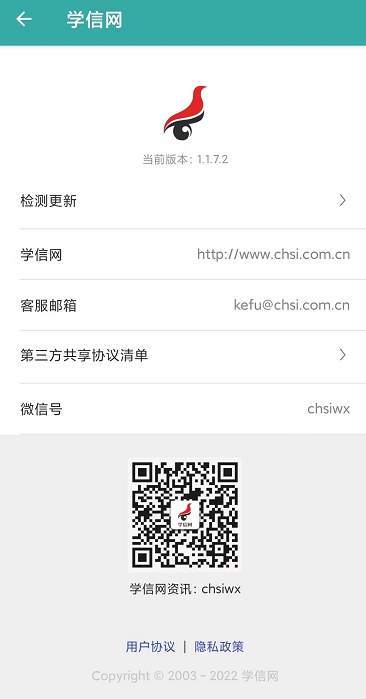 学信网
当前版本：1.1.7.2
检测更新
学信网 http://www.chsi.com.cn
客服邮箱 kefu@chsi.com.cn
第三方共享协议清单
微信号 chsiwx
学信网
学信网资讯：chsiwx
用户协议 | 隐私政策
Copyright © 2003 - 2022 学信网